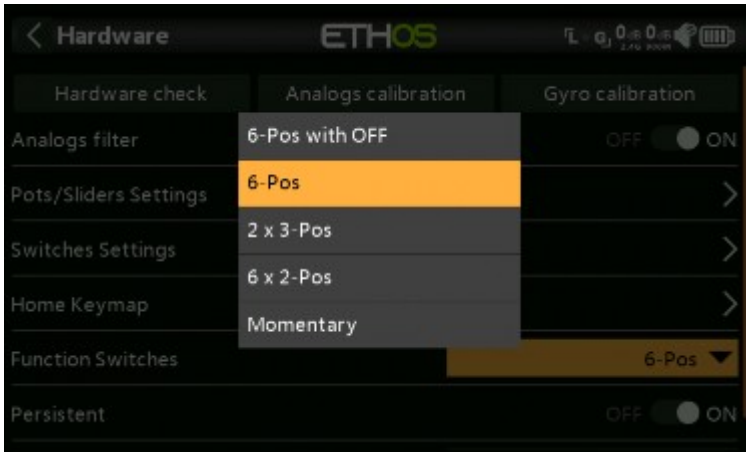 Hardware
ETHOS
Hardware check
Analogs calibration
Gyro calibration
Analogs filter
OFF ON
Pots/Sliders Settings
Switches Settings
Home Keymap
Function Switches
6-Pos
Persistent
OFF ON
6-Pos with OFF
6-Pos
2 x 3-Pos
6 x 2-Pos
Momentary